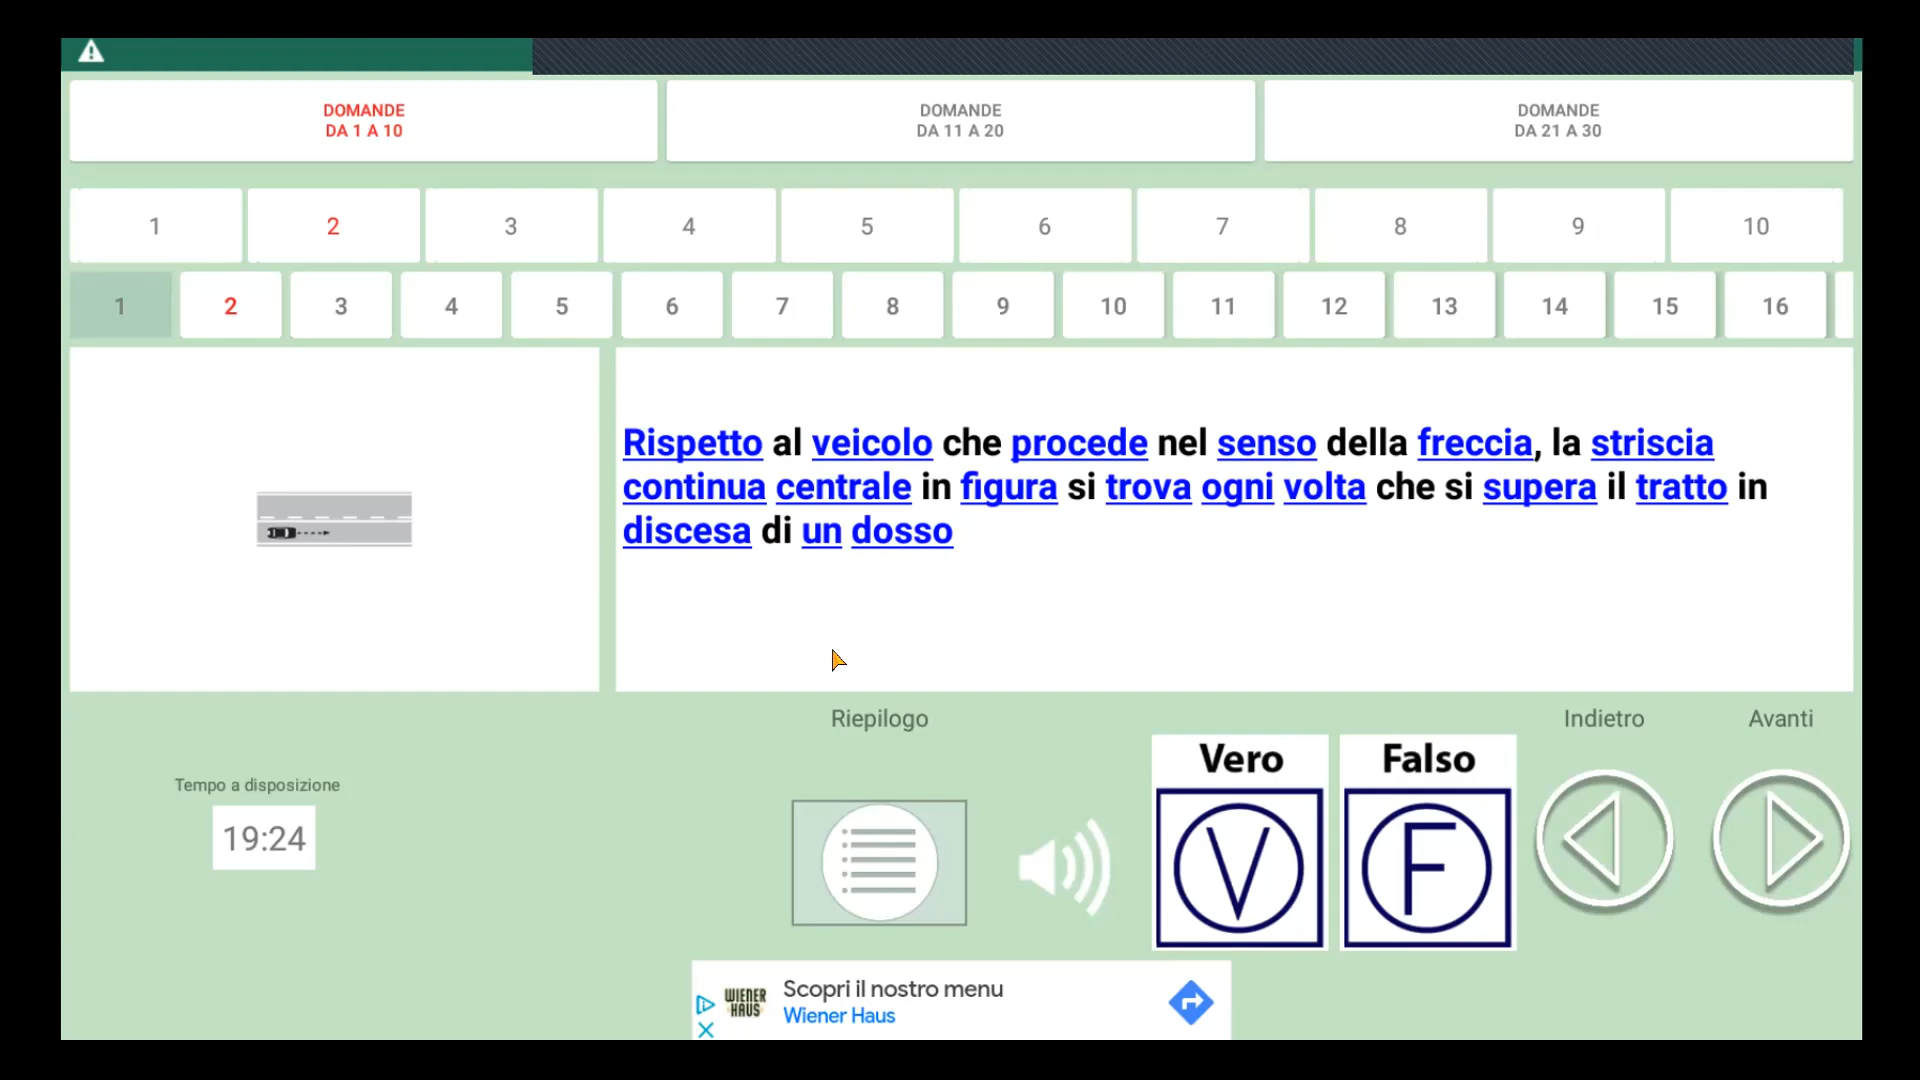 DOMANDE
DA 1 A 10
DOMANDE
DA 11 A 20
DOMANDE
DA 21 A 30
1 2 3 4 5 6 7 8 9 10
1 2 3 4 5 6 7 8 9 10 11 12 13 14 15 16
Rispetto al veicolo che procede nel senso della freccia, la striscia
continua centrale in figura si trova ogni volta che si supera il tratto in
discesa di un dosso
Riepilogo
Indietro
Avanti
Vero
Falso
V
F
Tempo a disposizione
19:24
WIENER
HAUS
Scopri il nostro menu
Wiener Haus